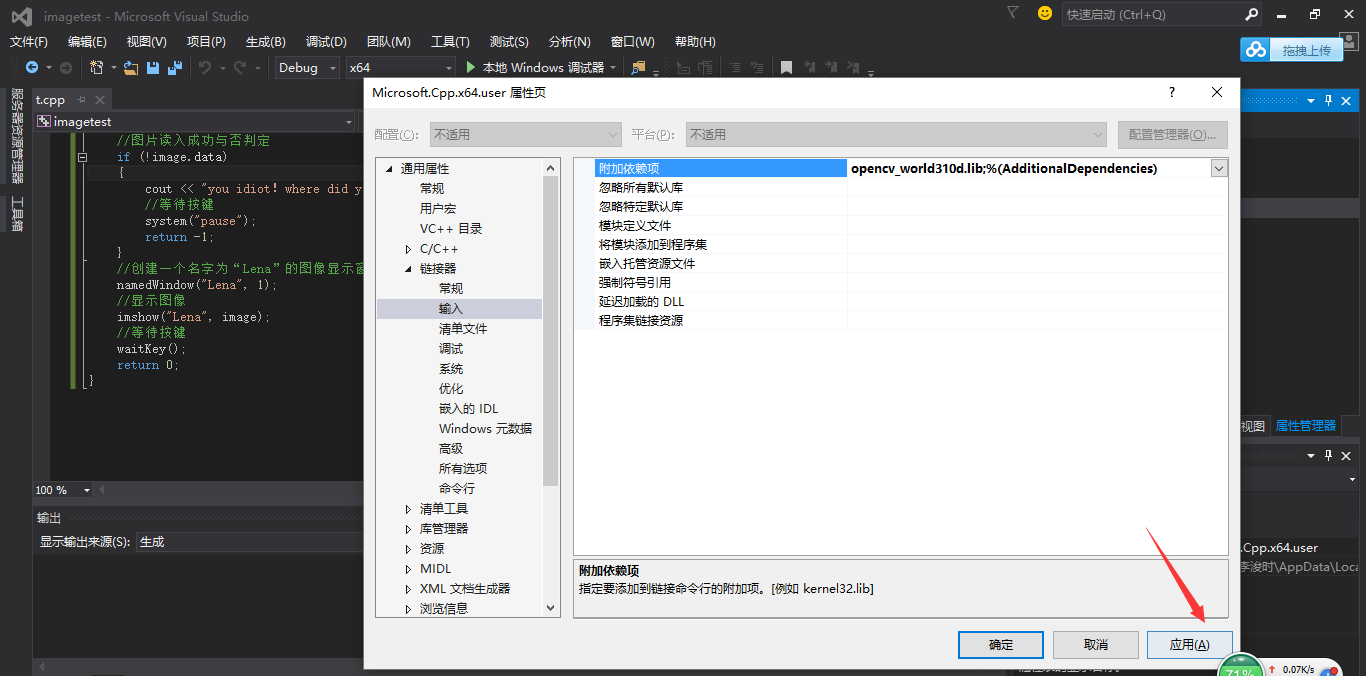 imagetest - Microsoft Visual Studio
快速启动 (Ctrl+Q)
文件(F) 编辑(E) 视图(V) 项目(P) 生成(B) 调试(D) 团队(M) 工具(T) 测试(S) 分析(N) 窗口(W) 帮助(H)
拖拽上传
Debug x64 本地 Windows 调试器
服务器资源管理器
工具箱
t.cpp
imagetest
//图片读入成功与否判定
if (!image.data)
{
cout << "you idiot! where did y
//等待按键
system("pause");
return -1;
}
//创建一个名字为“Lena”的图像显示窗
namedWindow("Lena", 1);
//显示图像
imshow("Lena", image);
//等待按键
waitKey();
return 0;
}
100 %
输出
显示输出来源(S): 生成
Microsoft.Cpp.x64.user 属性页
? 
配置(C): 不适用 平台(P): 不适用 配置管理器(O)...
通用属性
常规
用户宏
VC++ 目录
C/C++
链接器
常规
输入
清单文件
调试
系统
优化
嵌入的 IDL
Windows 元数据
高级
所有选项
命令行
清单工具
库管理器
资源
MIDL
XML 文档生成器
浏览信息
附加依赖项 opencv_world310d.lib;%(AdditionalDependencies)
忽略所有默认库
忽略特定默认库
模块定义文件
将模块添加到程序集
嵌入托管资源文件
强制符号引用
延迟加载的 DLL
程序集链接资源
附加依赖项
指定要添加到链接命令行的附加项。[例如 kernel32.lib]
确定 取消 应用(A)
视图 属性管理器
.Cpp.x64.user
李浚时\AppData\Loca
71%
0.07K/s